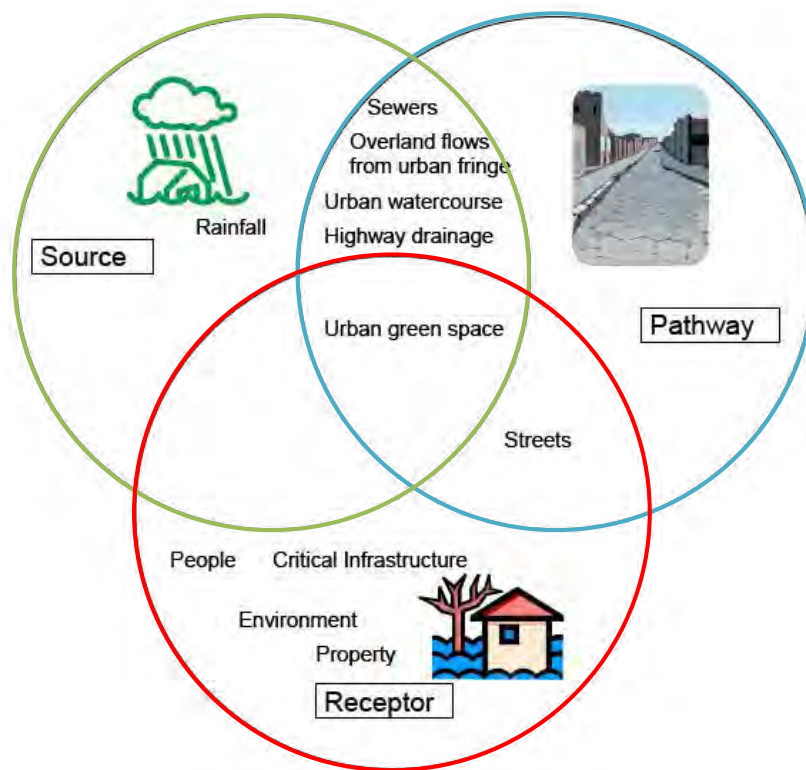 Sewers
Overland flows
from urban fringe
Urban watercourse
Highway drainage
Rainfall
Source
Urban green space
Pathway
Streets
People
Critical Infrastructure
Environment
Property
Receptor